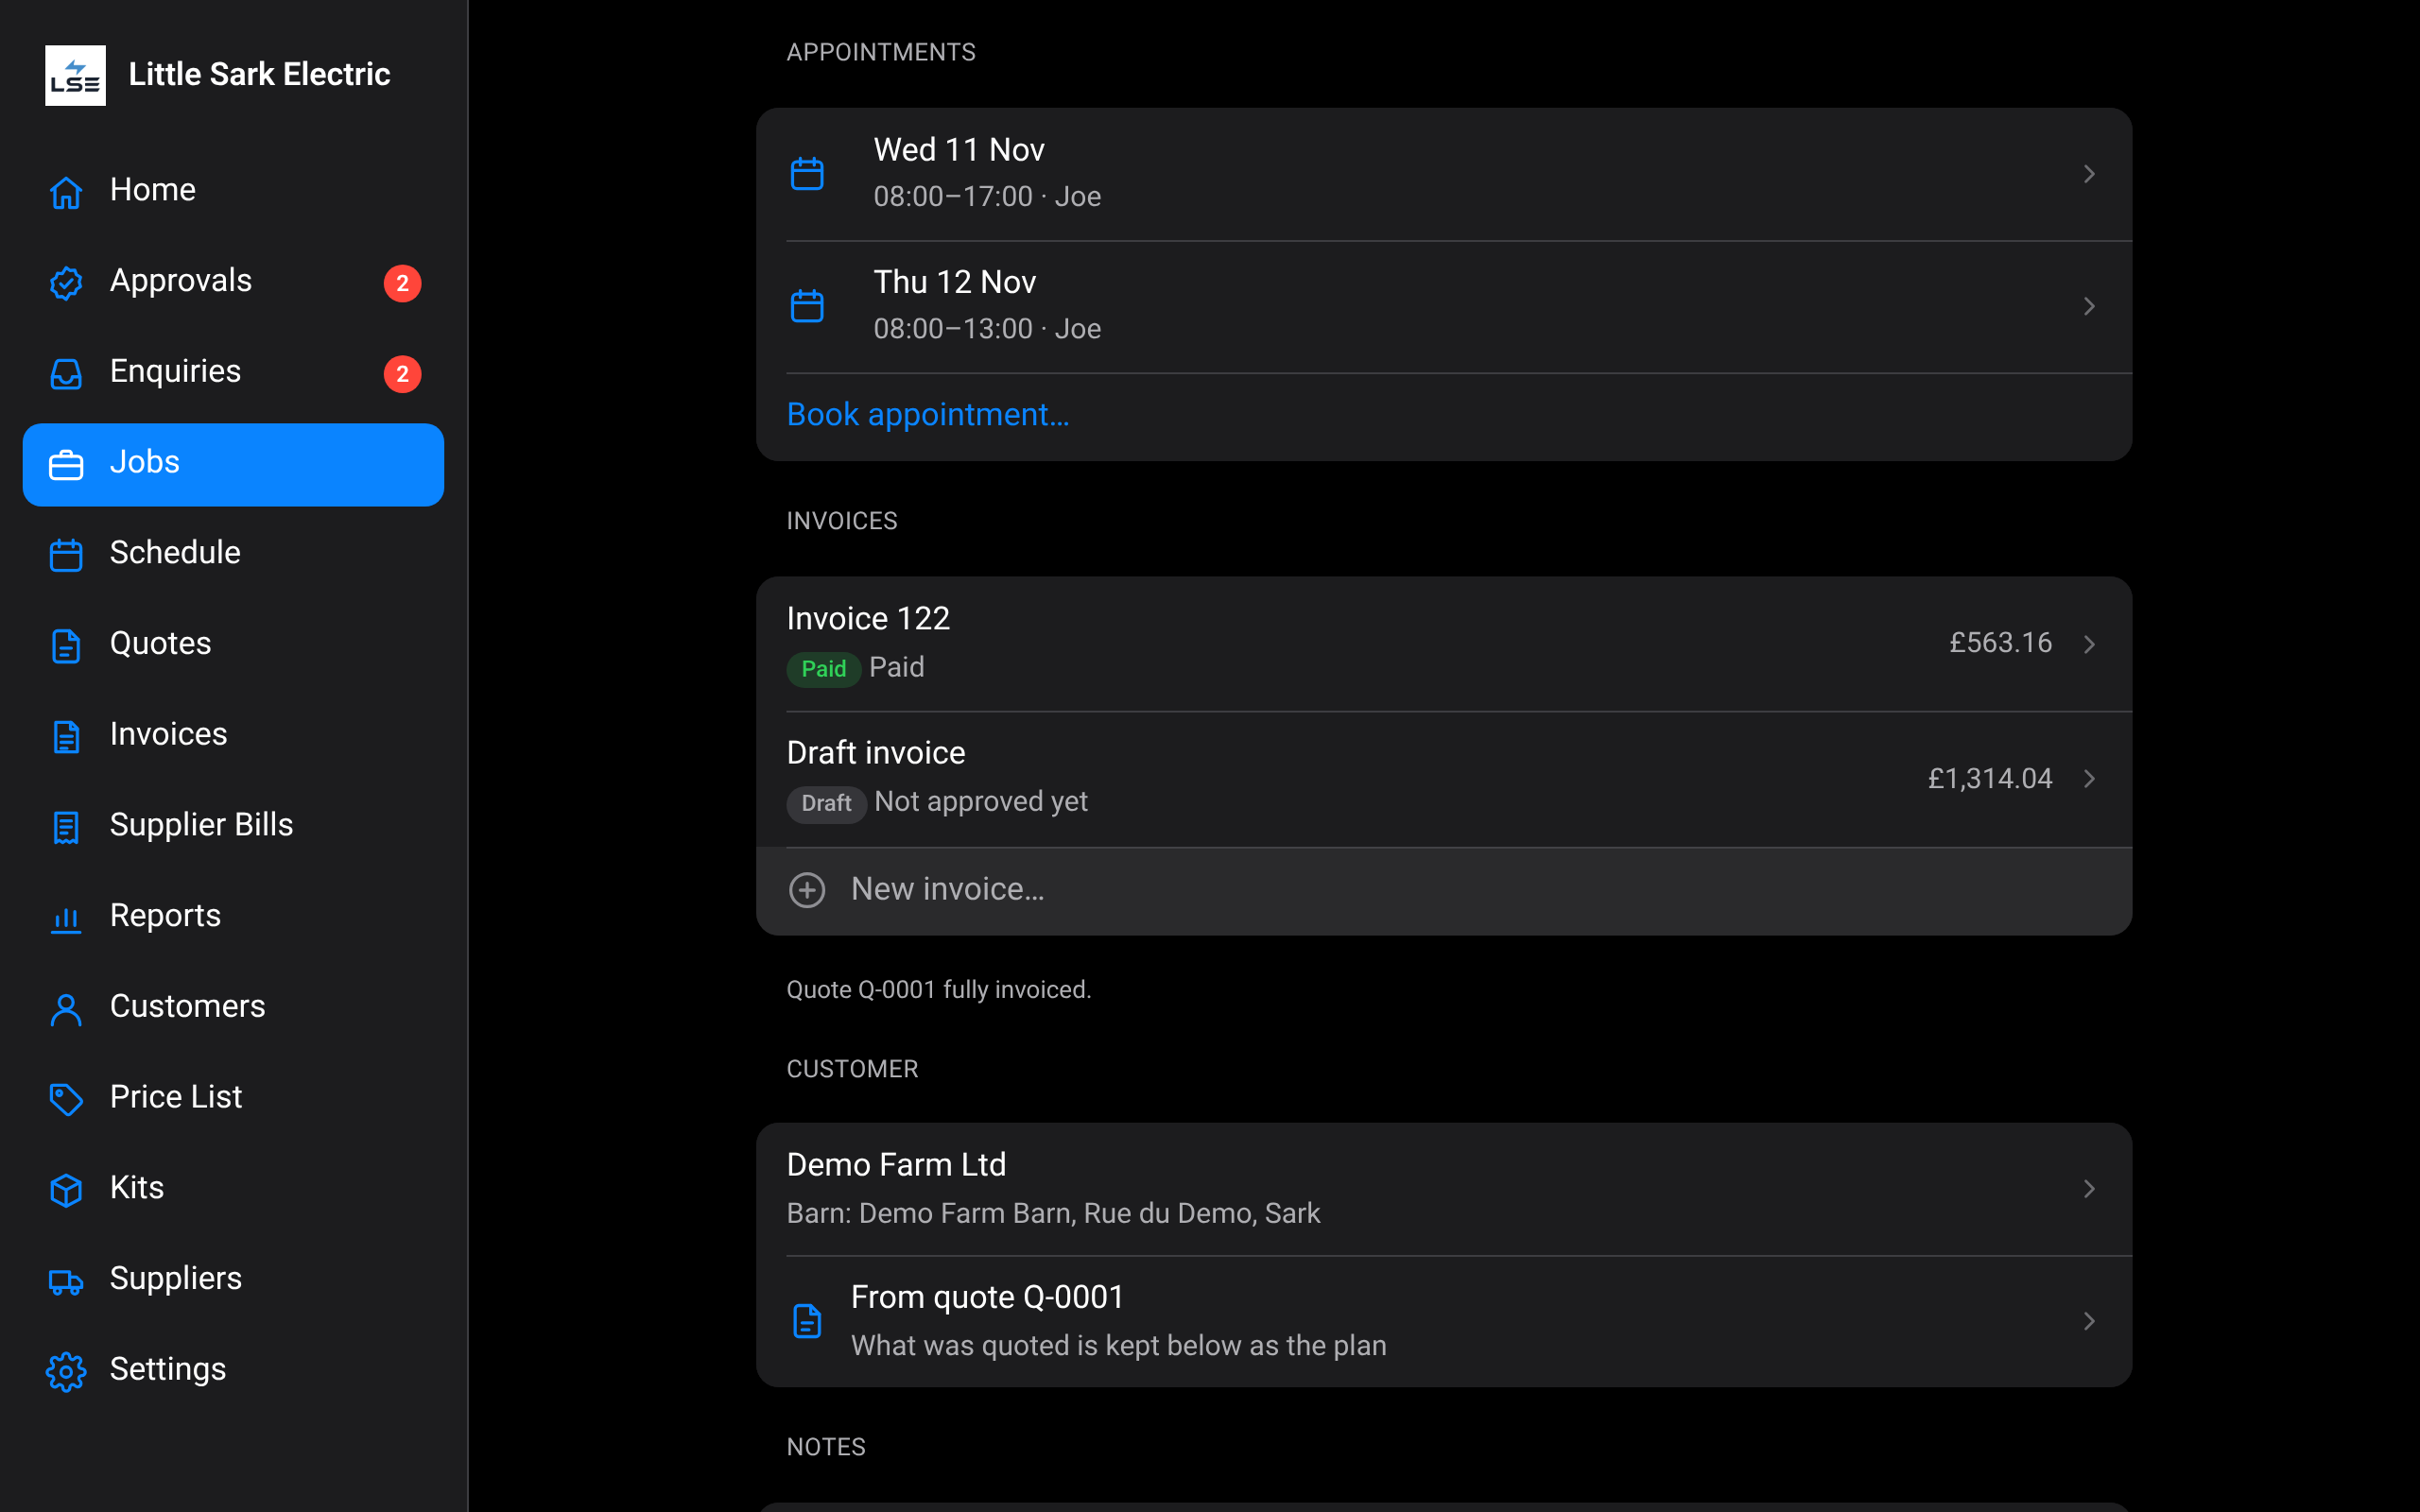 LSE
Little Sark Electric
Home
Approvals 2
Enquiries 2
Jobs
Schedule
Quotes
Invoices
Supplier Bills
Reports
Customers
Price List
Kits
Suppliers
Settings
APPOINTMENTS
Wed 11 Nov
08:00–17:00 · Joe
Thu 12 Nov
08:00–13:00 · Joe
Book appointment…
INVOICES
Invoice 122
Paid Paid
£563.16
Draft invoice
Draft Not approved yet
£1,314.04
New invoice…
Quote Q-0001 fully invoiced.
CUSTOMER
Demo Farm Ltd
Barn: Demo Farm Barn, Rue du Demo, Sark
From quote Q-0001
What was quoted is kept below as the plan
NOTES